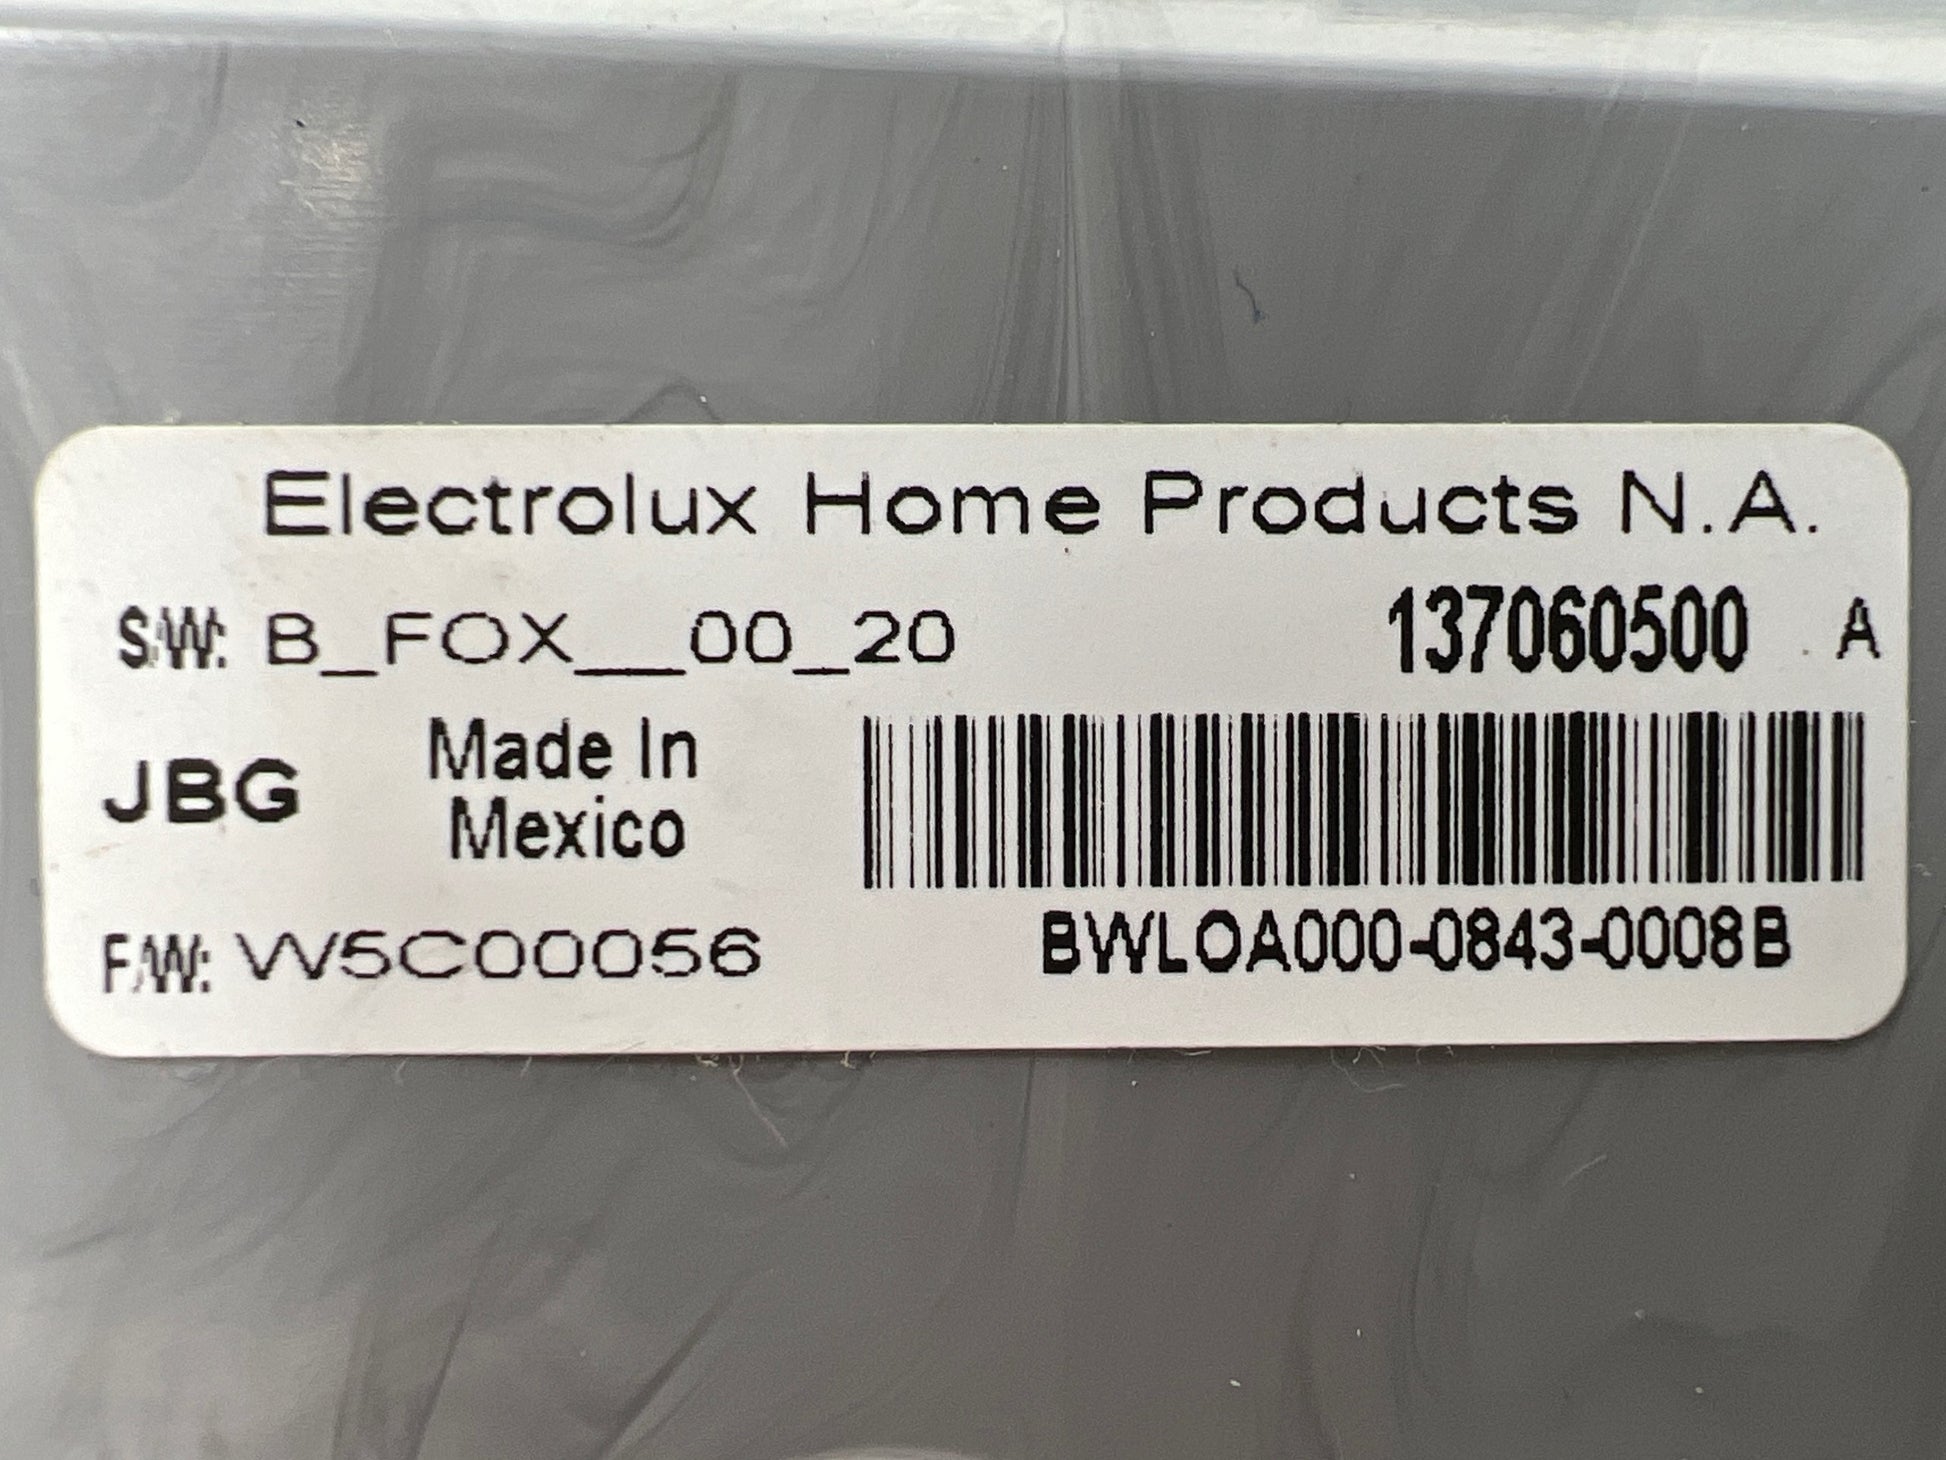 Electrolux Home Products N.A.
S/W: B_FOX__00_20
137060500 A
JBG
Made In
Mexico
F/W: W5C00056
BWLOA000-0843-0008B